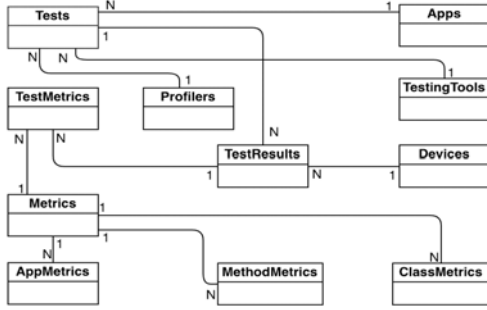 Tests
N
1
Apps
1
N
N
1
1
TestMetrics
Profilers
TestingTools
N
N
N
TestResults
Devices
1
N
1
1
Metrics
1
1
1
N
N
N
AppMetrics
MethodMetrics
ClassMetrics